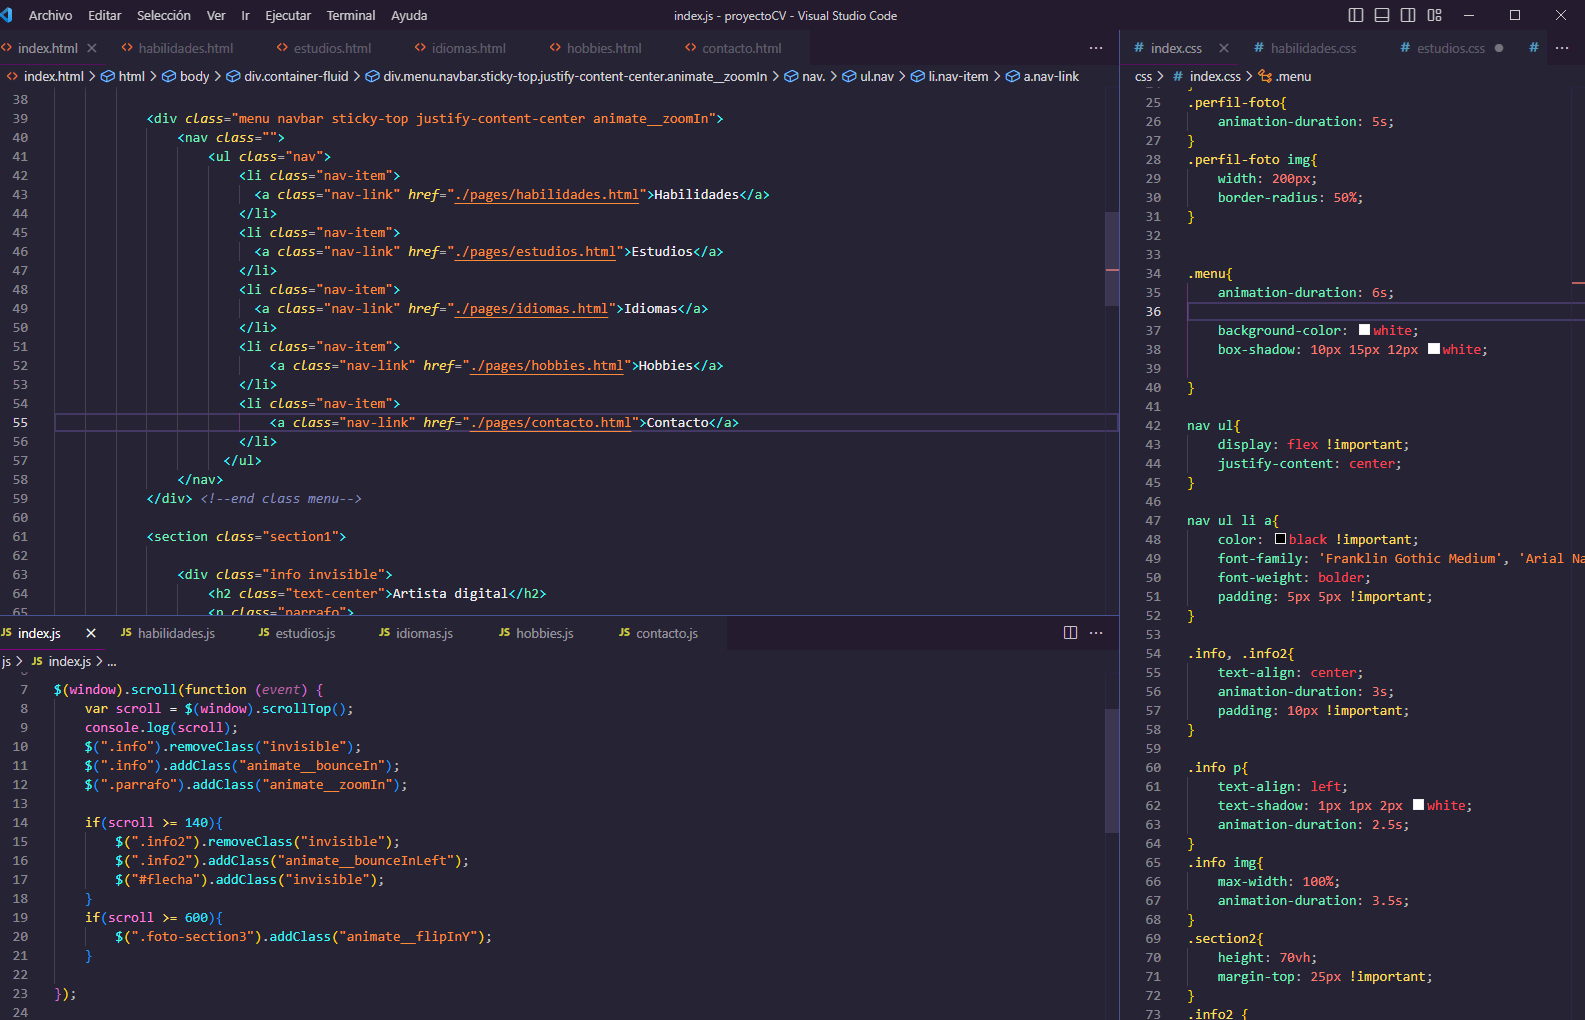 Archivo Editar Selección Ver Ir Ejecutar Terminal Ayuda
index.js - proyectoCV - Visual Studio Code
index.html habilidades.html estudios.html idiomas.html hobbies.html contacto.html
index.html > html > body > div.container-fluid > div.menu.navbar.sticky-top.justify-content-center.animate__zoomIn > nav. > ul.nav > li.nav-item > a.nav-link
38
39 <div class="menu navbar sticky-top justify-content-center animate__zoomIn">
40 <nav class="">
41 <ul class="nav">
42 <li class="nav-item">
43 <a class="nav-link" href="./pages/habilidades.html">Habilidades</a>
44 </li>
45 <li class="nav-item">
46 <a class="nav-link" href="./pages/estudios.html">Estudios</a>
47 </li>
48 <li class="nav-item">
49 <a class="nav-link" href="./pages/idiomas.html">Idiomas</a>
50 </li>
51 <li class="nav-item">
52 <a class="nav-link" href="./pages/hobbies.html">Hobbies</a>
53 </li>
54 <li class="nav-item">
55 <a class="nav-link" href="./pages/contacto.html">Contacto</a>
56 </li>
57 </ul>
58 </nav>
59 </div> <!--end class menu-->
60
61 <section class="section1">
62
63 <div class="info invisible">
64 <h2 class="text-center">Artista digital</h2>
65 <p class="parrafo">
JS index.js JS habilidades.js JS estudios.js JS idiomas.js JS hobbies.js JS contacto.js
js > JS index.js > ...
7 $(window).scroll(function (event) {
8 var scroll = $(window).scrollTop();
9 console.log(scroll);
10 $(".info").removeClass("invisible");
11 $(".info").addClass("animate__bounceIn");
12 $(".parrafo").addClass("animate__zoomIn");
13
14 if(scroll >= 140){
15 $(".info2").removeClass("invisible");
16 $(".info2").addClass("animate__bounceInLeft");
17 $("#flecha").addClass("invisible");
18 }
19 if(scroll >= 600){
20 $(".foto-section3").addClass("animate__flipInY");
21 }
22
23 });
24
# index.css # habilidades.css # estudios.css #
css > # index.css > .menu
25 .perfil-foto{
26 animation-duration: 5s;
27 }
28 .perfil-foto img{
29 width: 200px;
30 border-radius: 50%;
31 }
32
33
34 .menu{
35 animation-duration: 6s;
36
37 background-color: white;
38 box-shadow: 10px 15px 12px white;
39
40 }
41
42 nav ul{
43 display: flex !important;
44 justify-content: center;
45 }
46
47 nav ul li a{
48 color: black !important;
49 font-family: 'Franklin Gothic Medium', 'Arial Na
50 font-weight: bolder;
51 padding: 5px 5px !important;
52 }
53
54 .info, .info2{
55 text-align: center;
56 animation-duration: 3s;
57 padding: 10px !important;
58 }
59
60 .info p{
61 text-align: left;
62 text-shadow: 1px 1px 2px white;
63 animation-duration: 2.5s;
64 }
65 .info img{
66 max-width: 100%;
67 animation-duration: 3.5s;
68 }
69 .section2{
70 height: 70vh;
71 margin-top: 25px !important;
72 }
73 .info2 {